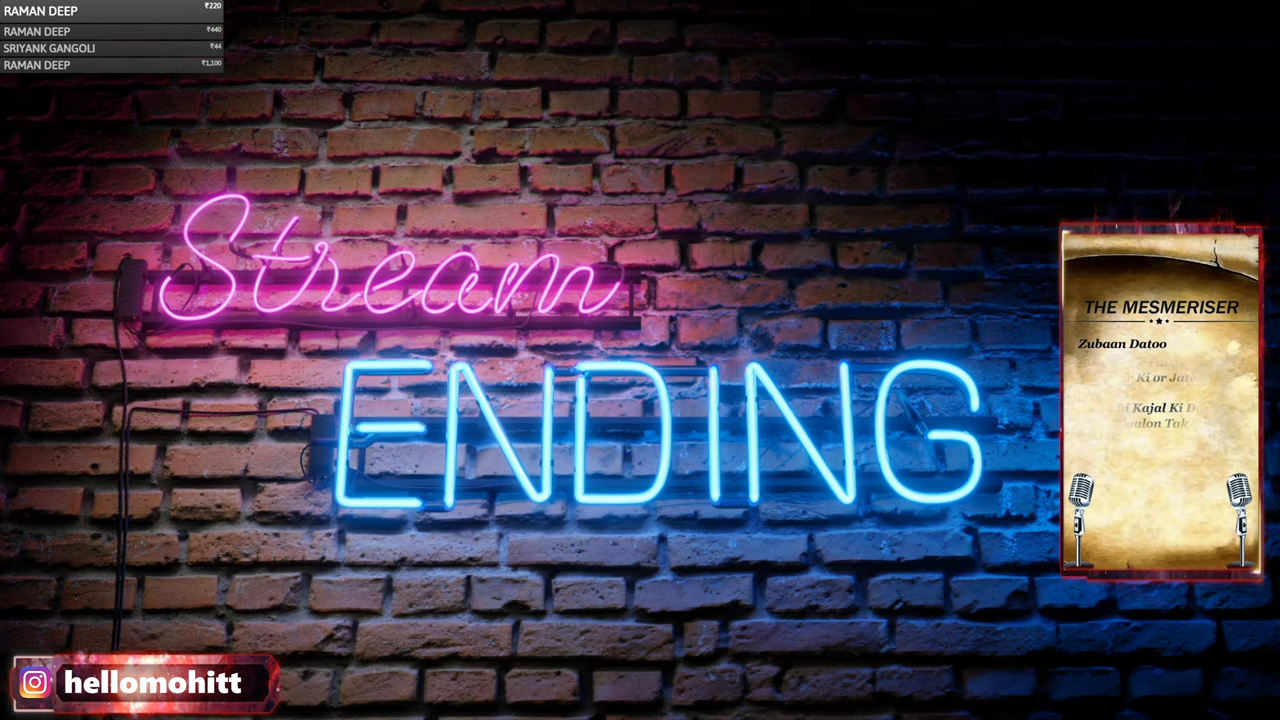 RAMAN DEEP ₹220
RAMAN DEEP ₹440
SRIYANK GANGOLI ₹44
RAMAN DEEP ₹1,100
Stream
ENDING
THE MESMERISER
Zubaan Datoo
Ki or
Kajal Ki
Tak
hellomohitt